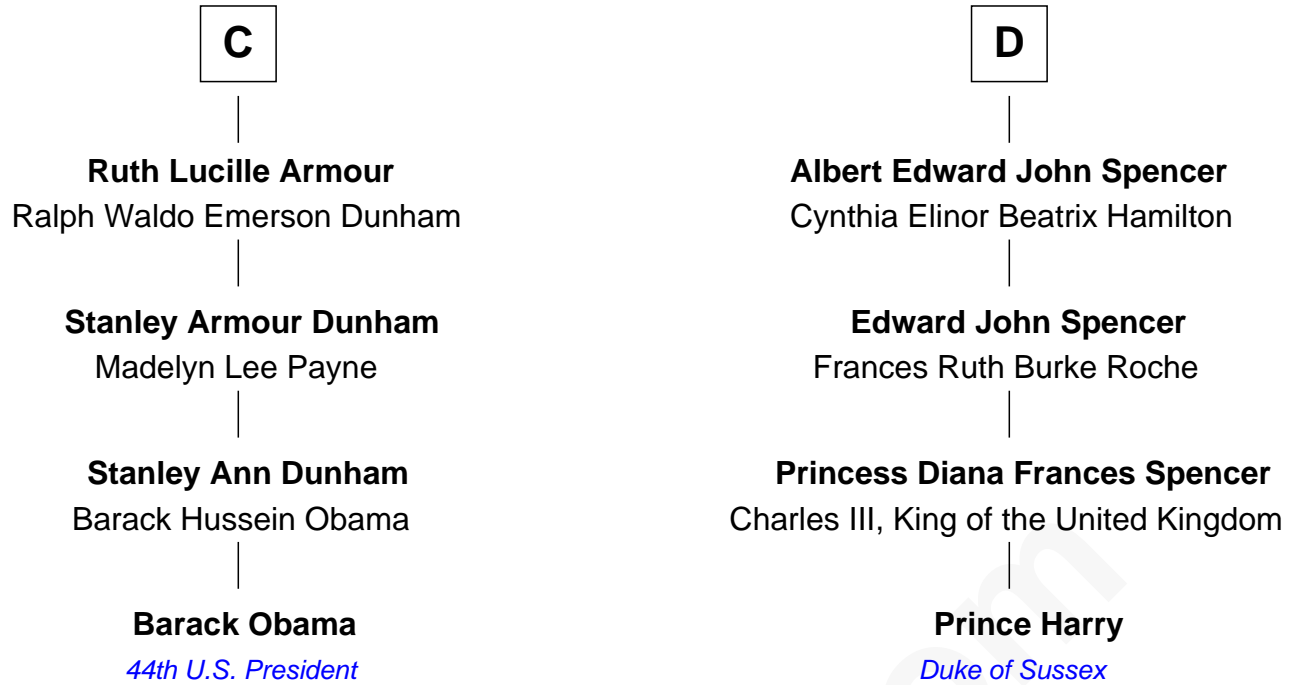 C
Ruth Lucille Armour
Ralph Waldo Emerson Dunham
Stanley Armour Dunham
Madelyn Lee Payne
Stanley Ann Dunham
Barack Hussein Obama
Barack Obama
44th U.S. President
D
Albert Edward John Spencer
Cynthia Elinor Beatrix Hamilton
Edward John Spencer
Frances Ruth Burke Roche
Princess Diana Frances Spencer
Charles III, King of the United Kingdom
Prince Harry
Duke of Sussex